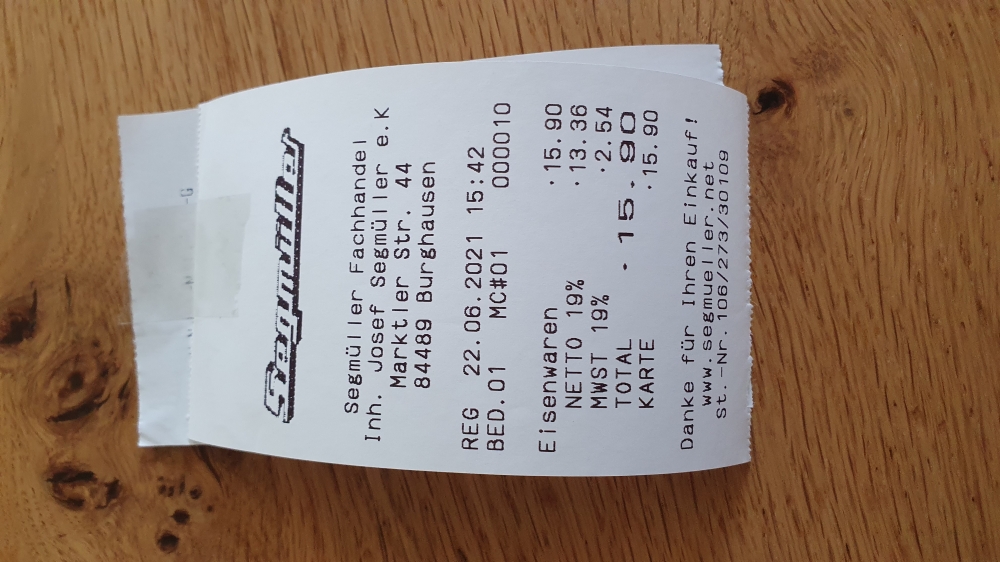 Segmüller
Segmüller Fachhandel
Inh. Josef Segmüller e.K
Marktler Str. 44
84489 Burghausen
REG 22.06.2021 15:42
BED.01 MC#01 000010
Eisenwaren ·15.90
NETTO 19% ·13.36
MWST 19% ·2.54
TOTAL ·15.90
KARTE ·15.90
Danke für Ihren Einkauf!
www.segmueller.net
st.-Nr.106/273/30109